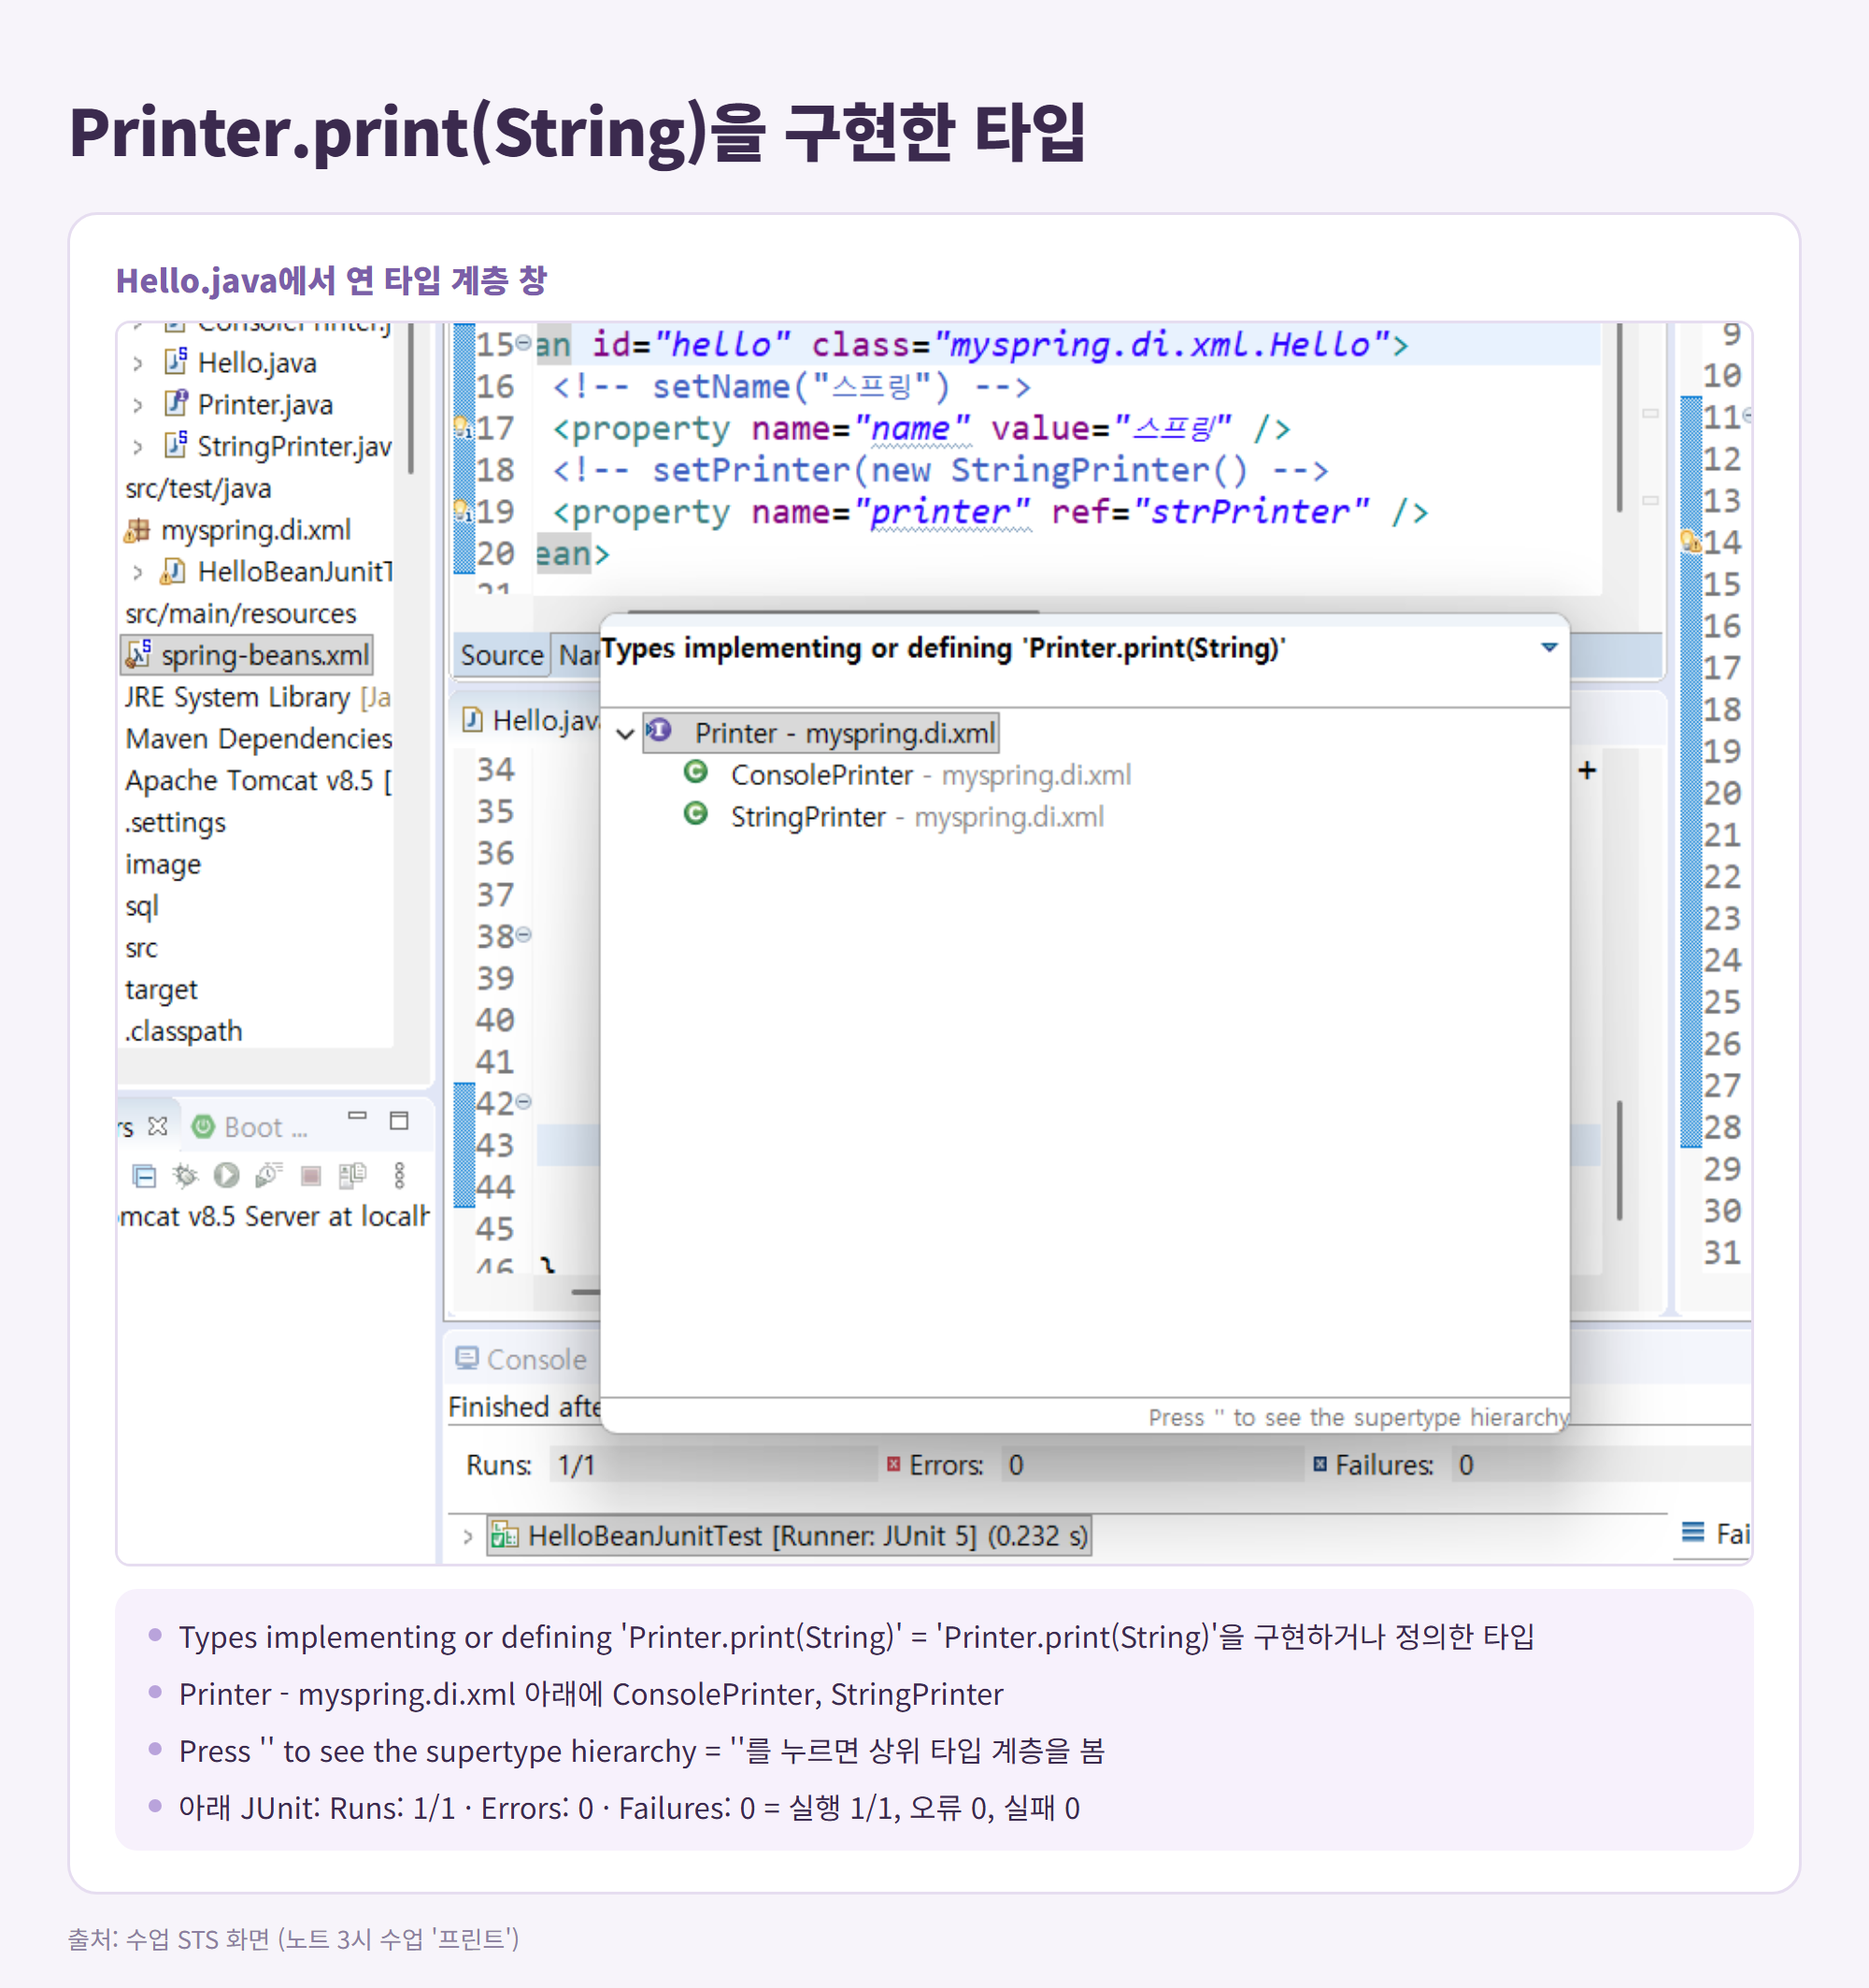 Printer.print(String)을 구현한 타입
Hello.java에서 연 타입 계층 창
Hello.java
Printer.java
StringPrinter.jav
src/test/java
myspring.di.xml
HelloBeanJunitT
src/main/resources
spring-beans.xml
JRE System Library [Ja
Maven Dependencies
Apache Tomcat v8.5 [
.settings
image
sql
src
target
.classpath
rs
Boot ...
omcat v8.5 Server at localh
15 an id="hello" class="myspring.di.xml.Hello">
16 <!-- setName("스프링") -->
17 <property name="name" value="스프링" />
18 <!-- setPrinter(new StringPrinter() -->
19 <property name="printer" ref="strPrinter" />
20 ean>
21
Source Nar
Hello.java
34
35
36
37
38
39
40
41
42
43
44
45
46 }
+
Types implementing or defining 'Printer.print(String)'
Printer - myspring.di.xml
ConsolePrinter - myspring.di.xml
StringPrinter - myspring.di.xml
Press '' to see the supertype hierarchy
9
10
11
12
13
14
15
16
17
18
19
20
21
22
23
24
25
26
27
28
29
30
31
Console
Finished afte
Runs: 1/1 Errors: 0 Failures: 0
HelloBeanJunitTest [Runner: JUnit 5] (0.232 s)
Fai
Types implementing or defining 'Printer.print(String)' = 'Printer.print(String)'을 구현하거나 정의한 타입
Printer - myspring.di.xml 아래에 ConsolePrinter, StringPrinter
Press '' to see the supertype hierarchy = ''를 누르면 상위 타입 계층을 봄
아래 JUnit: Runs: 1/1 · Errors: 0 · Failures: 0 = 실행 1/1, 오류 0, 실패 0
출처: 수업 STS 화면 (노트 3시 수업 '프린트')